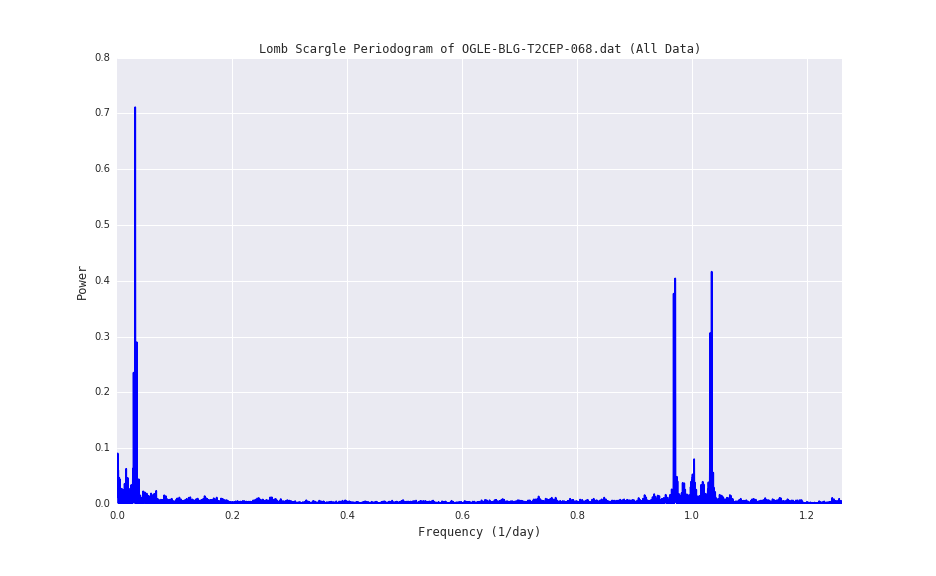 Lomb Scargle Periodogram of OGLE-BLG-T2CEP-068.dat (All Data)
0.8
0.7
0.6
0.5
0.4
0.3
0.2
0.1
0.0
Power
0.0 0.2 0.4 0.6 0.8 1.0 1.2
Frequency (1/day)